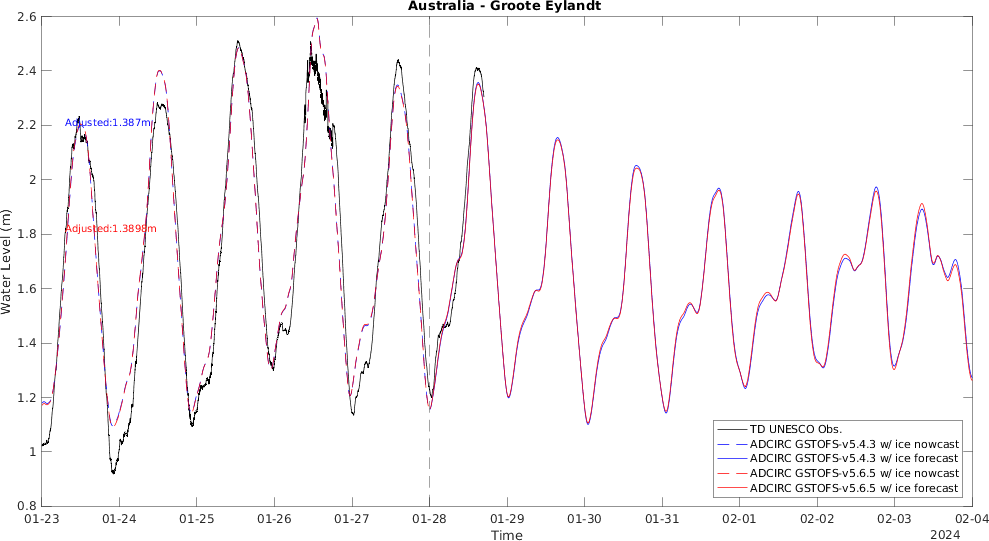 Australia - Groote Eylandt
2.6
2.4
2.2
2
1.8
1.6
1.4
1.2
1
0.8
Water Level (m)
Adjusted:1.387m
Adjusted:1.3898m
TD UNESCO Obs.
ADCIRC GSTOFS-v5.4.3 w/ ice nowcast
ADCIRC GSTOFS-v5.4.3 w/ ice forecast
ADCIRC GSTOFS-v5.6.5 w/ ice nowcast
ADCIRC GSTOFS-v5.6.5 w/ ice forecast
01-23 01-24 01-25 01-26 01-27 01-28 01-29 01-30 01-31 02-01 02-02 02-03 02-04
Time
2024